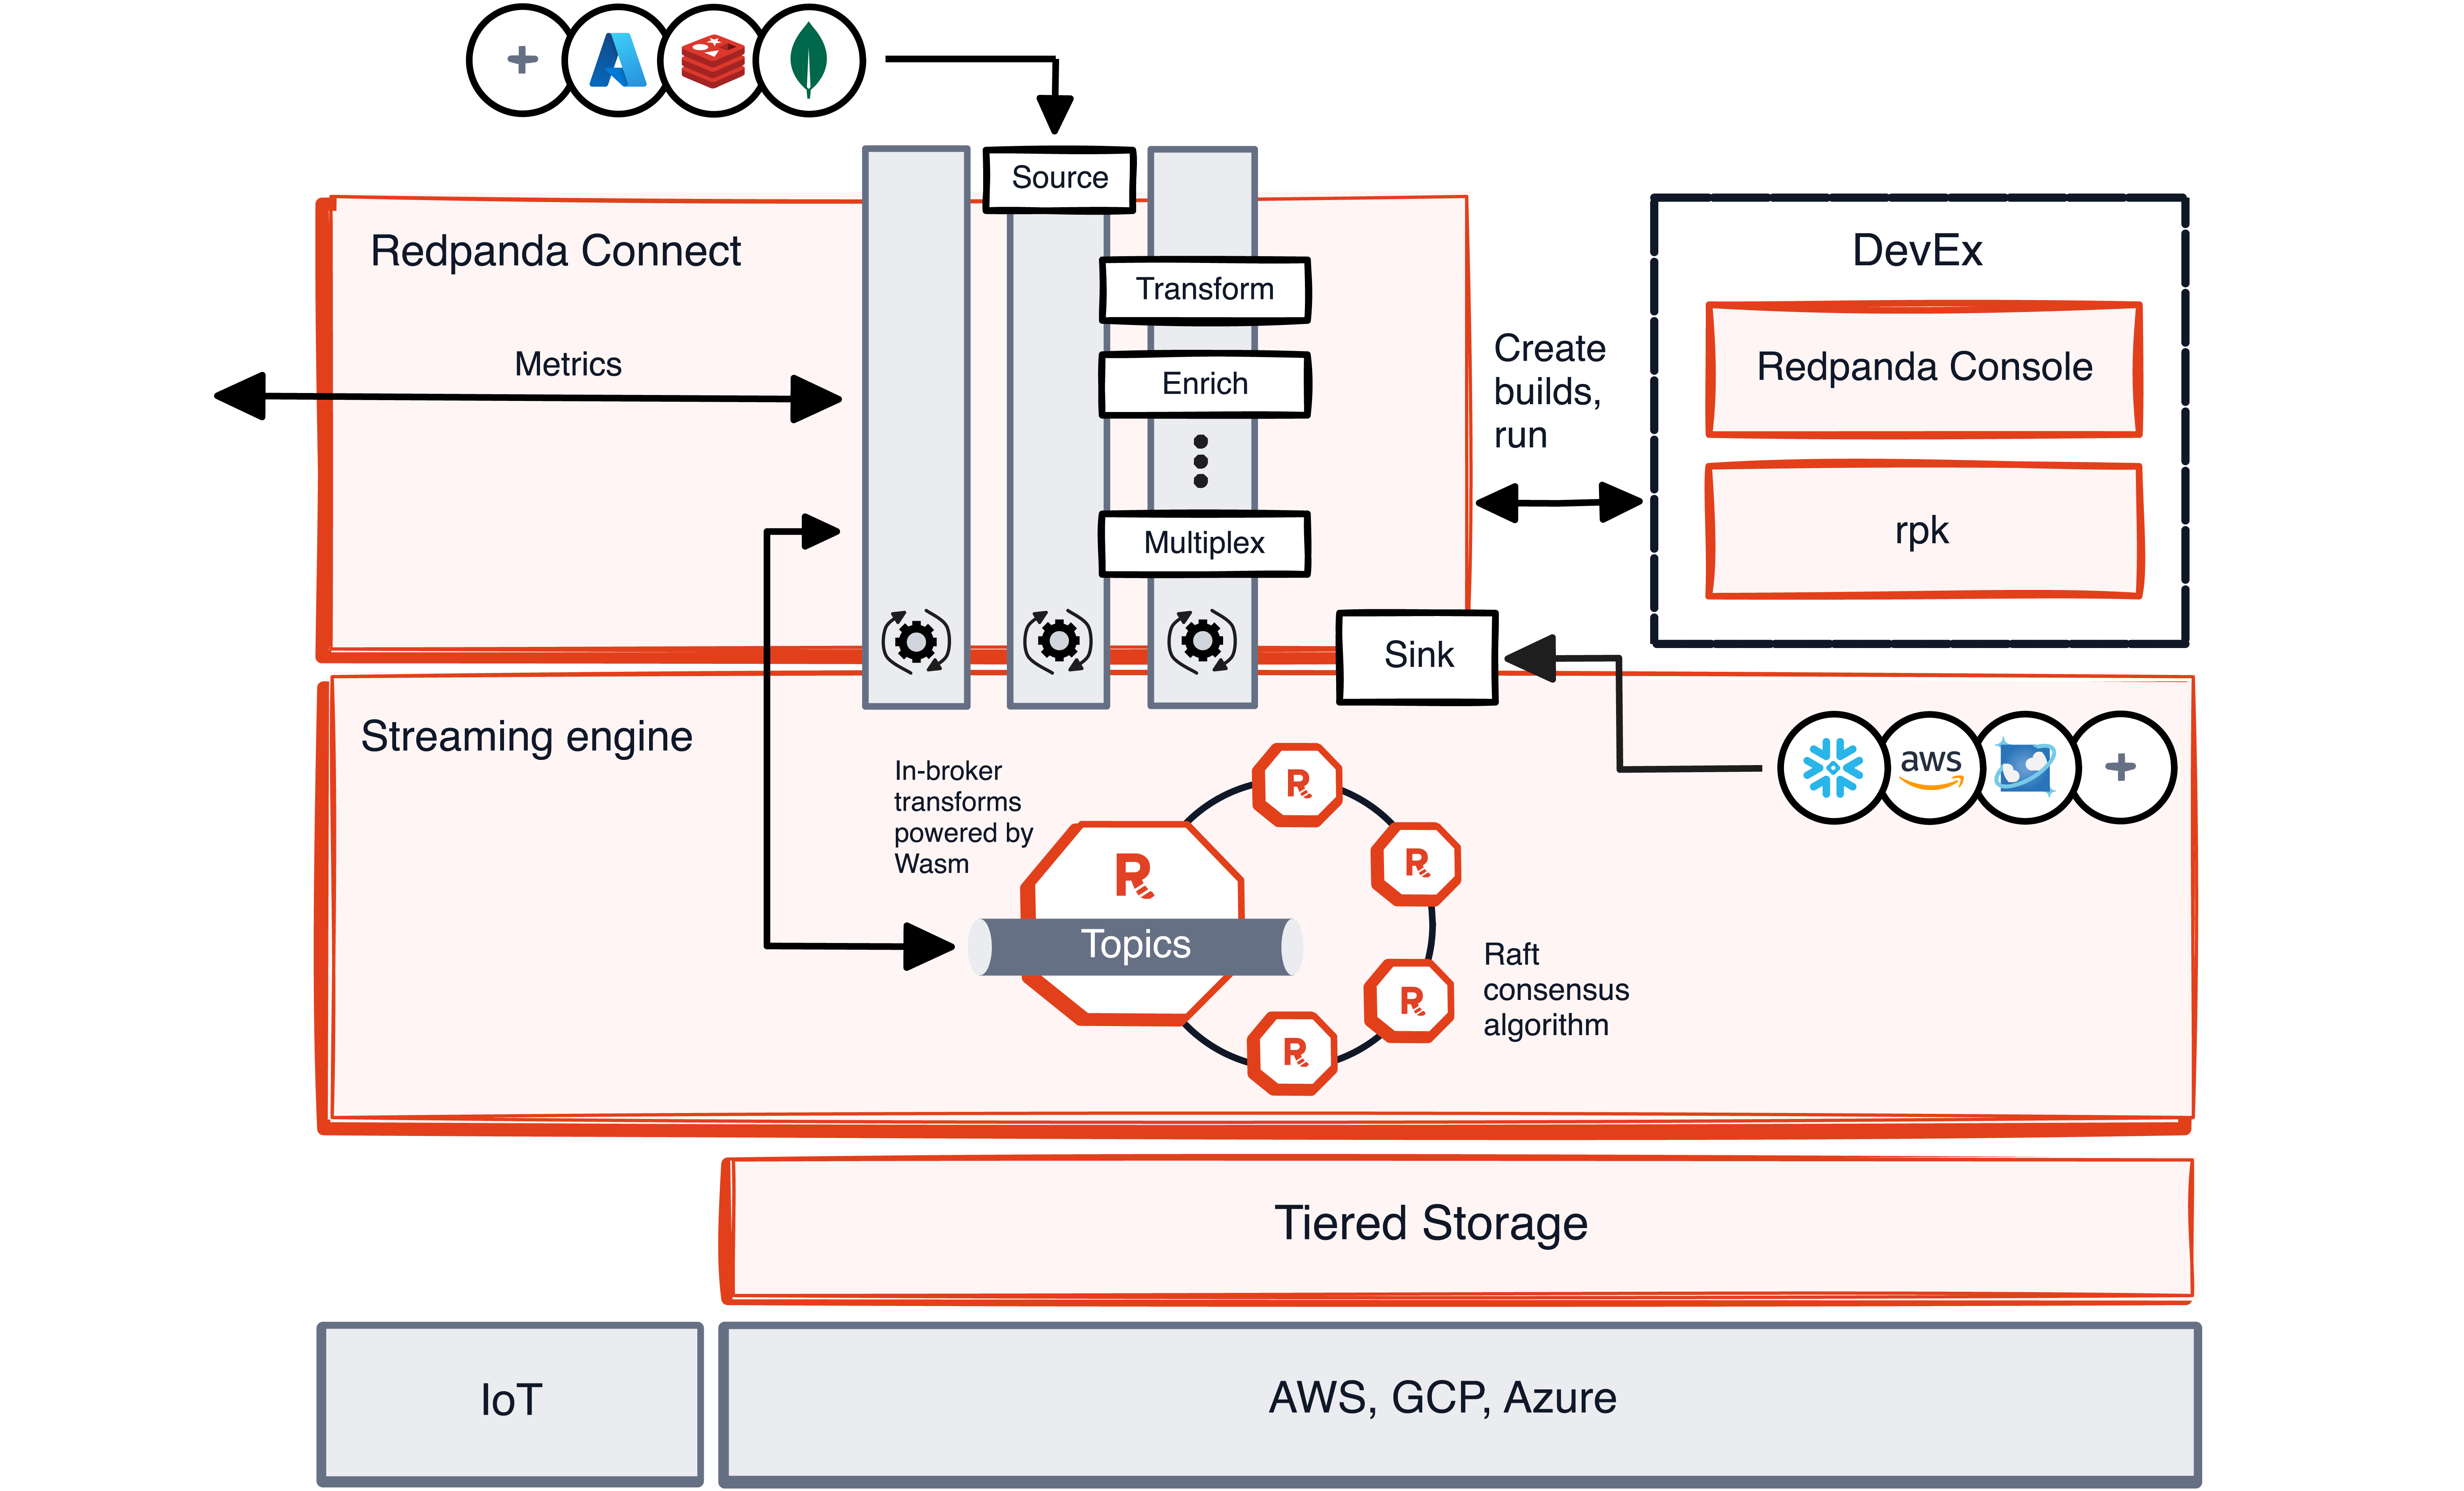 Source
Redpanda Connect
DevEx
Transform
Create
builds,
run
Redpanda Console
Metrics
Enrich
rpk
Multiplex
Sink
Streaming engine
In-broker
transforms
powered by
Wasm
aws
R
R
R
Topics
Raft
consensus
algorithm
R
R
Tiered Storage
IoT
AWS, GCP, Azure